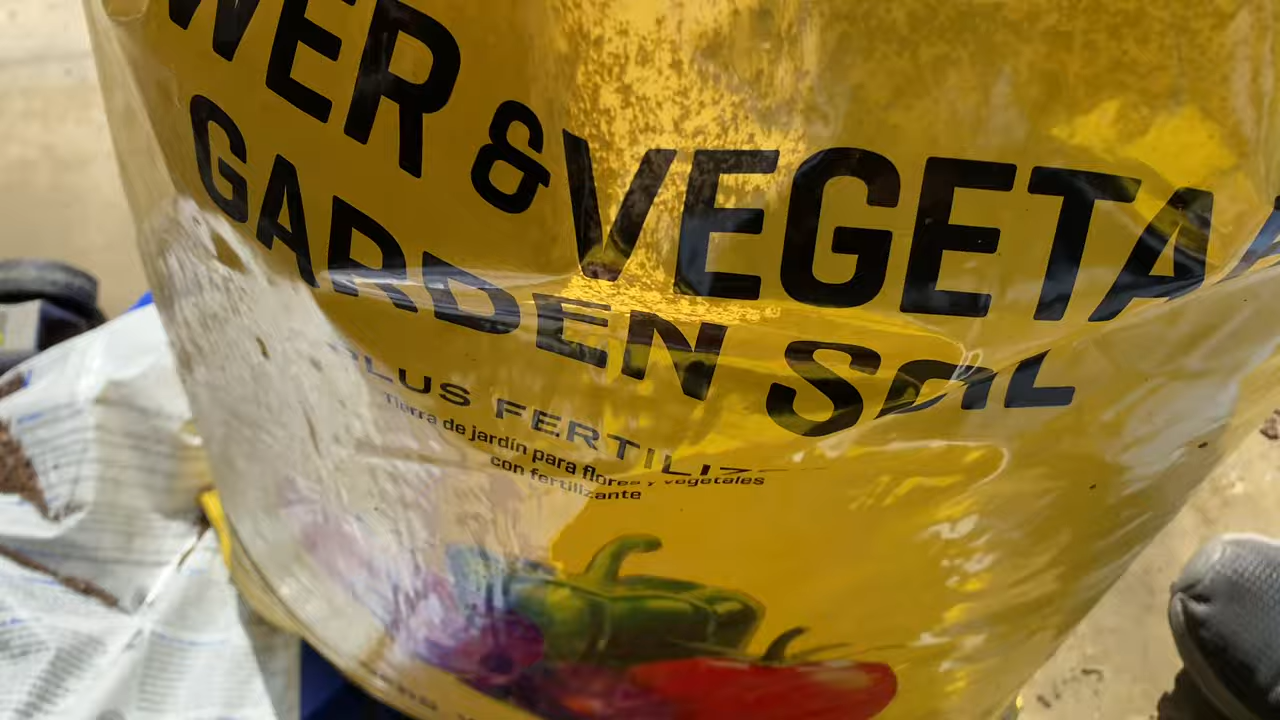 WER & VEGETA
GARDEN SOIL
PLUS FERTILIZ
Tierra de jardín para flores y vegetales
con fertilizante